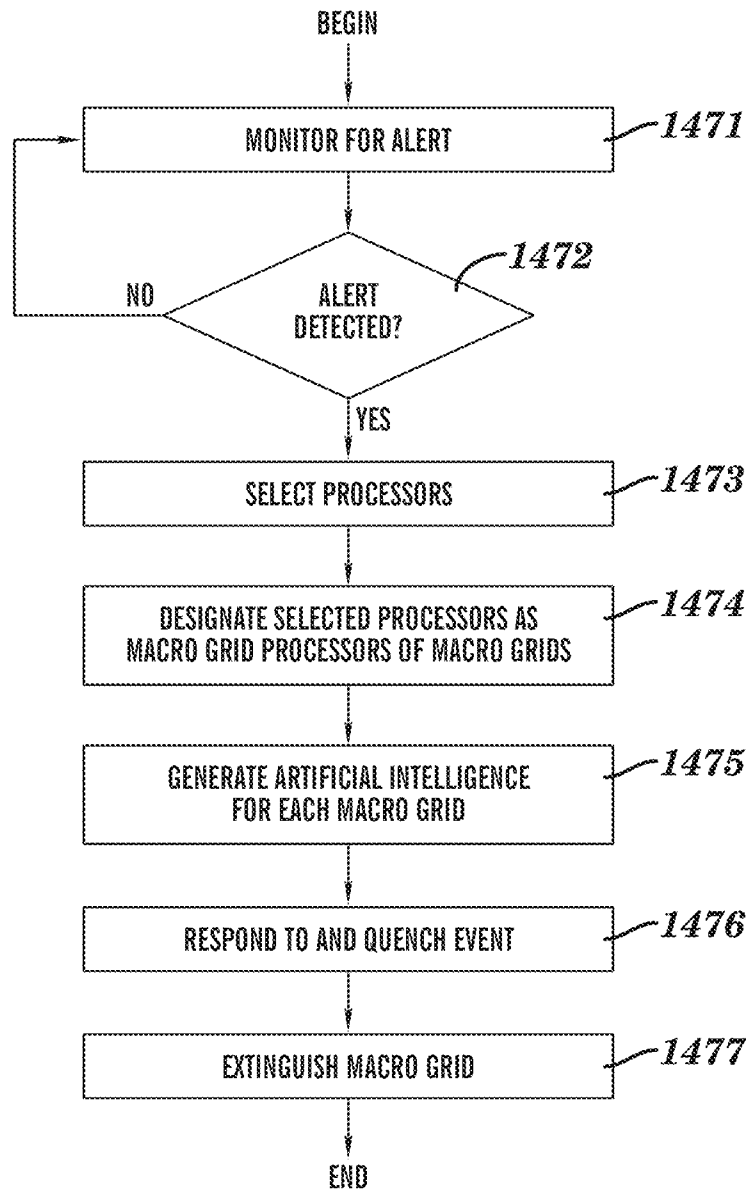 BEGIN
MONITOR FOR ALERT
1471
ALERT
DETECTED?
1472
NO
YES
SELECT PROCESSORS
1473
DESIGNATE SELECTED PROCESSORS AS
MACRO GRID PROCESSORS OF MACRO GRIDS
1474
GENERATE ARTIFICIAL INTELLIGENCE
FOR EACH MACRO GRID
1475
RESPOND TO AND QUENCH EVENT
1476
EXTINGUISH MACRO GRID
1477
END